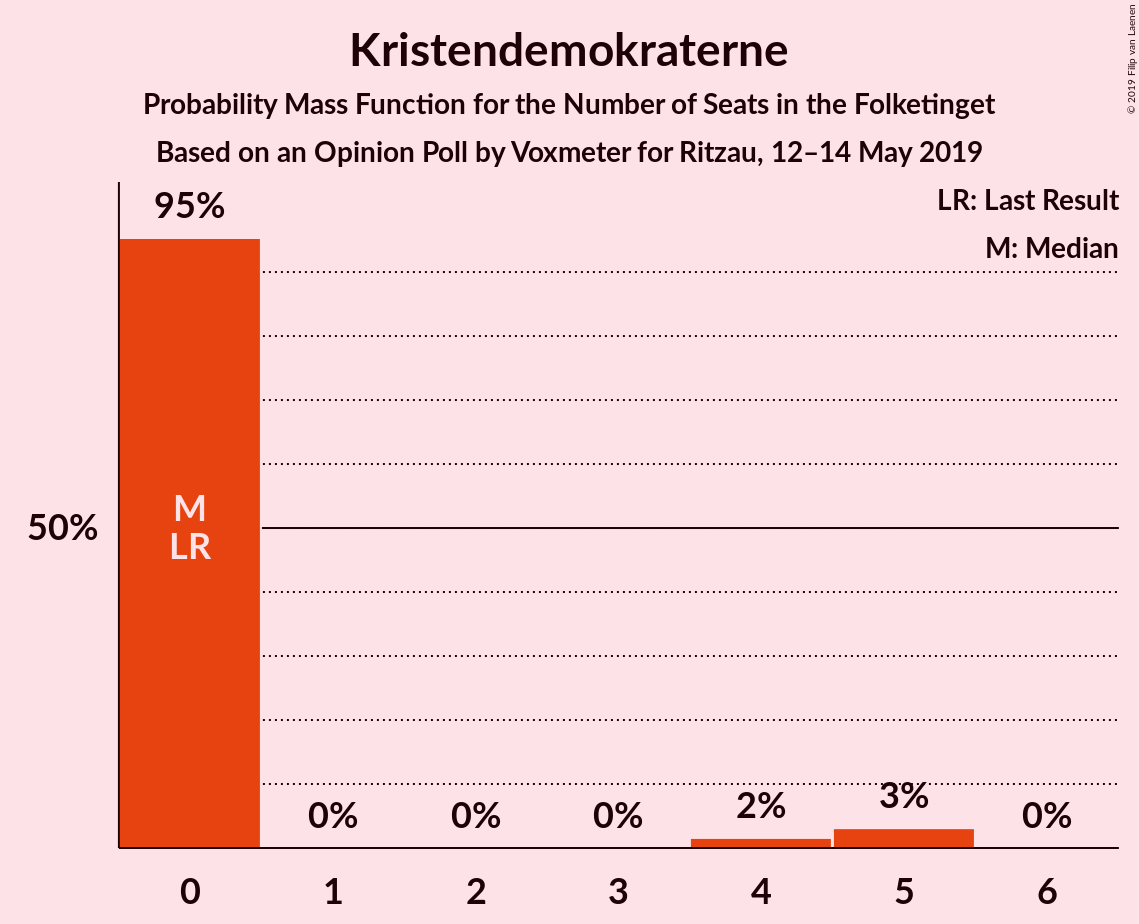 Kristendemokraterne
Probability Mass Function for the Number of Seats in the Folketinget
Based on an Opinion Poll by Voxmeter for Ritzau, 12–14 May 2019
© 2019 Filip van Laenen
LR: Last Result
M: Median
95%
50%
M
LR
0%
0%
0%
2%
3%
0%
0
1
2
3
4
5
6